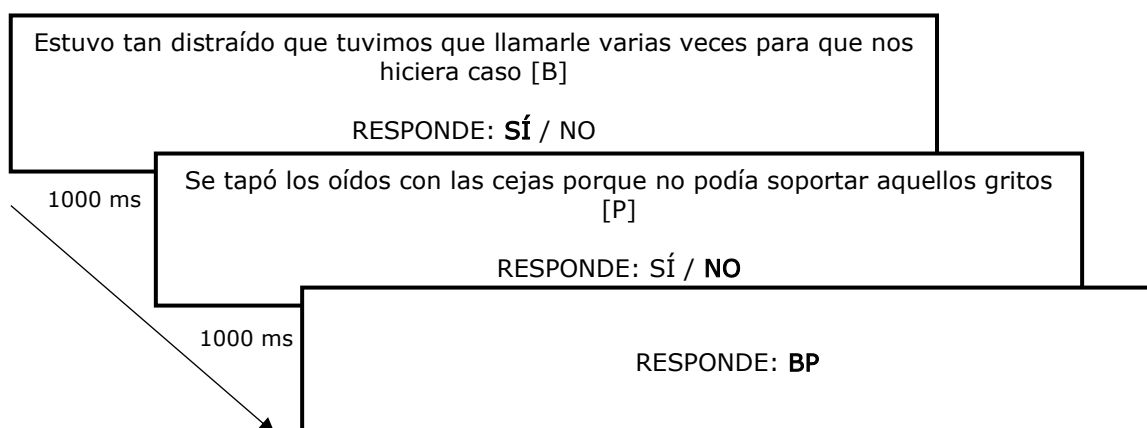 Estuvo tan distraído que tuvimos que llamarle varias veces para que nos
hiciera caso [B]
RESPONDE: SÍ / NO
1000 ms
Se tapó los oídos con las cejas porque no podía soportar aquellos gritos
[P]
RESPONDE: SÍ / NO
1000 ms
RESPONDE: BP